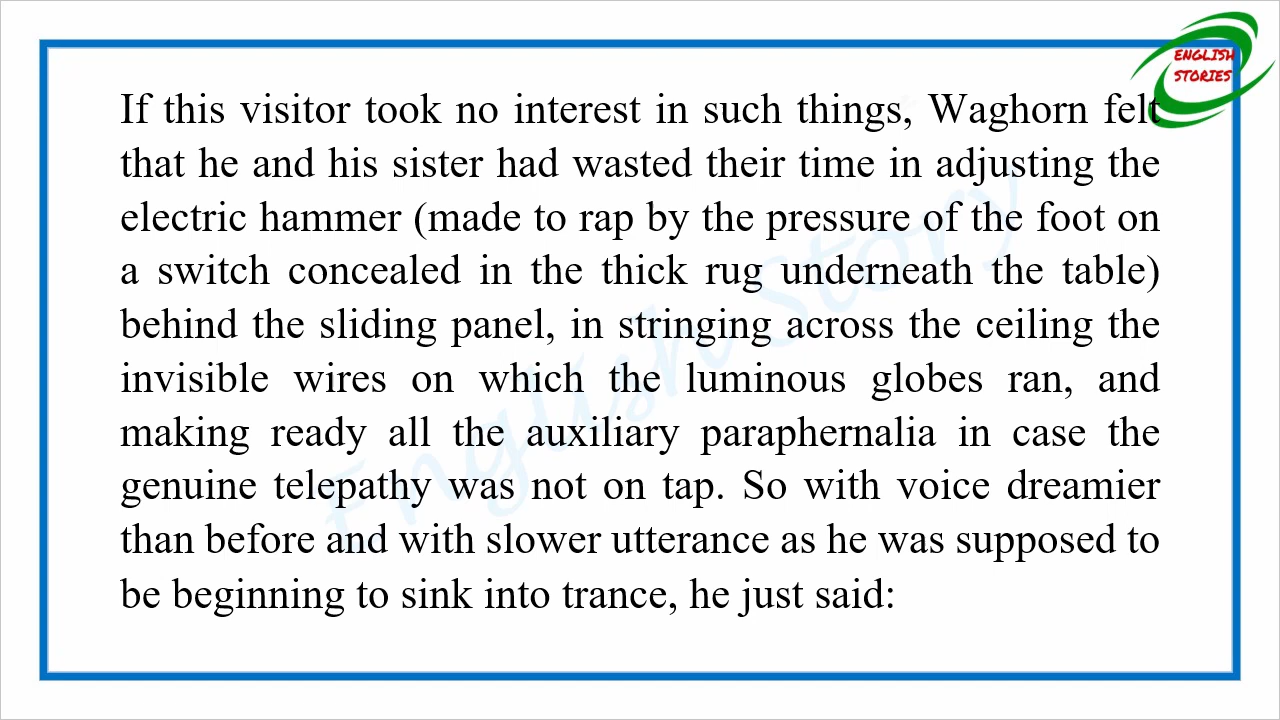 ENGLISH
STORIES
If this visitor took no interest in such things, Waghorn felt
that he and his sister had wasted their time in adjusting the
electric hammer (made to rap by the pressure of the foot on
a switch concealed in the thick rug underneath the table)
behind the sliding panel, in stringing across the ceiling the
invisible wires on which the luminous globes ran, and
making ready all the auxiliary paraphernalia in case the
genuine telepathy was not on tap. So with voice dreamier
than before and with slower utterance as he was supposed to
be beginning to sink into trance, he just said:
English Story